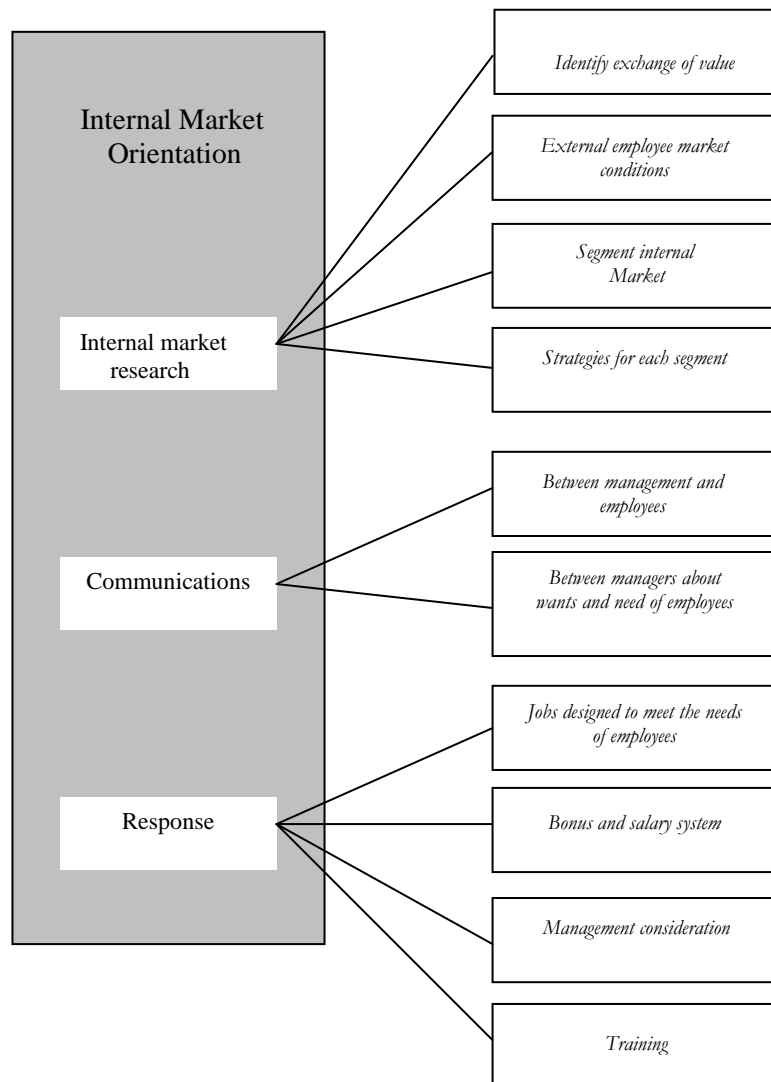 Internal Market
Orientation
Internal market
research
Communications
Response
Identify exchange of value
External employee market
conditions
Segment internal
Market
Strategies for each segment
Between management and
employees
Between managers about
wants and need of employees
Jobs designed to meet the needs
of employees
Bonus and salary system
Management consideration
Training